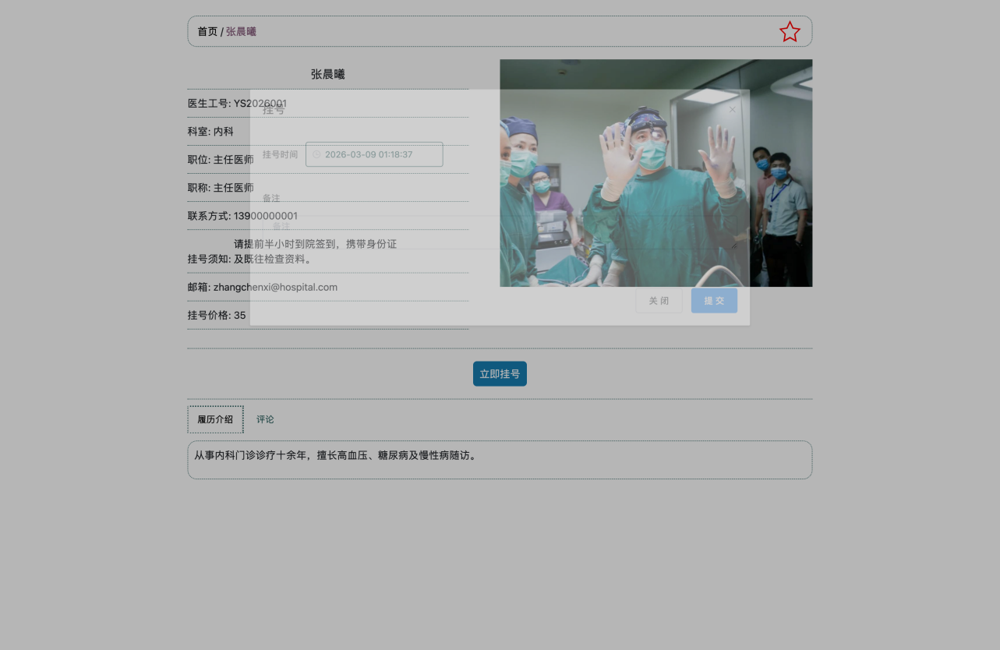 首页 / 张晨曦
张晨曦
医生工号: YS2026001
科室: 内科
职位: 主任医师
职称: 主任医师
联系方式: 13900000001
请提前半小时到院签到，携带身份证
挂号须知: 及既往检查资料。
邮箱: zhangchenxi@hospital.com
挂号价格: 35
挂号
挂号时间 2026-03-09 01:18:37
备注
备注
关 闭 提 交
立即挂号
履历介绍 评论
从事内科门诊诊疗十余年，擅长高血压、糖尿病及慢性病随访。